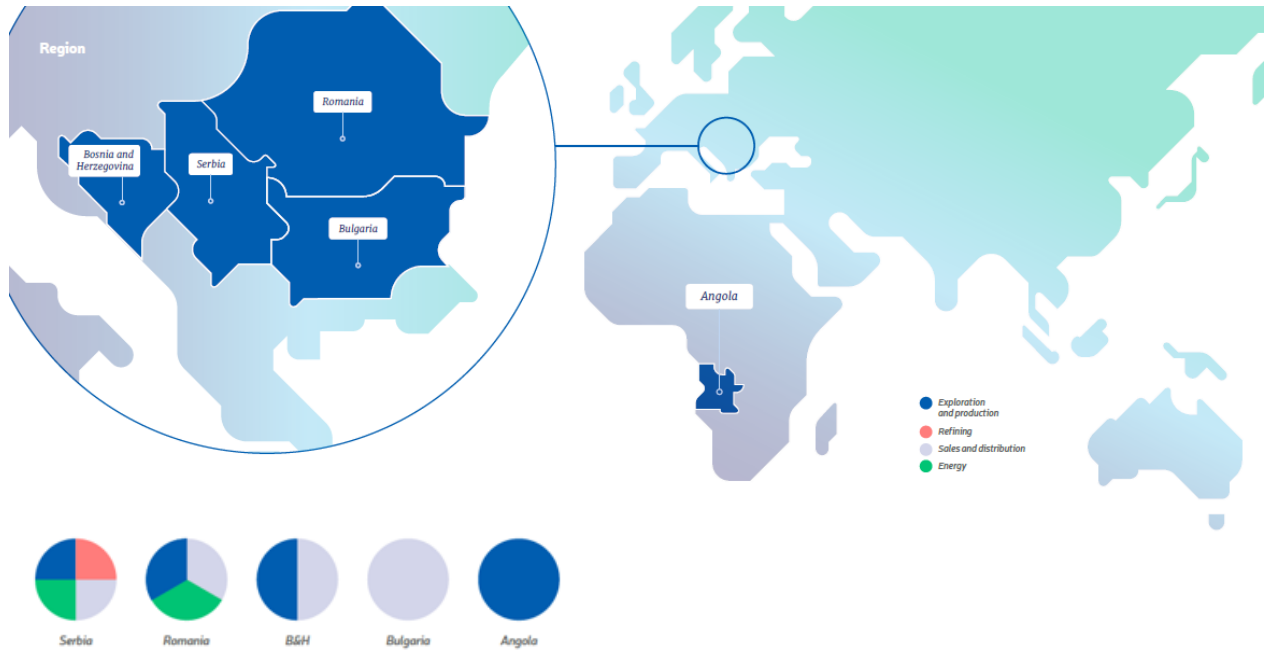 Region
Romania
Bosnia and
Herzegovina
Serbia
Bulgaria
Angola
Exploration
and production
Refining
Sales and distribution
Energy
Serbia
Romania
B&H
Bulgaria
Angola